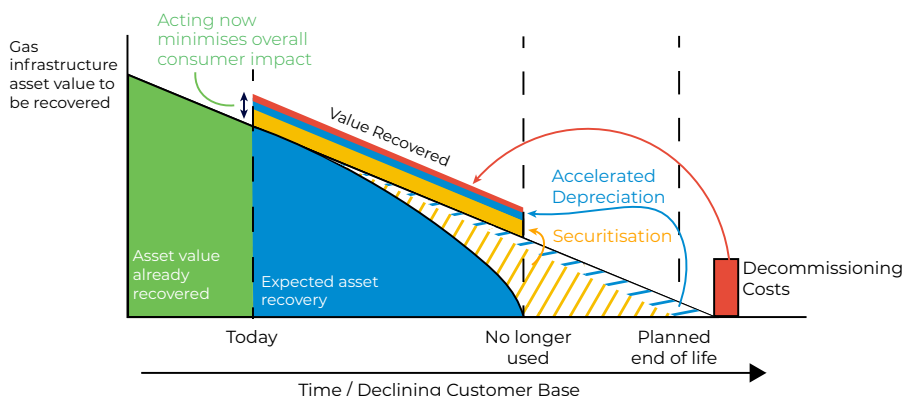 Acting now
minimises overall
consumer impact
Gas
infrastructure
asset value to
be recovered
Value Recovered
Accelerated
Depreciation
Securitisation
Asset value
already
recovered
Expected asset
recovery
Decommissioning
Costs
Today
No longer
used
Planned
end of life
Time / Declining Customer Base